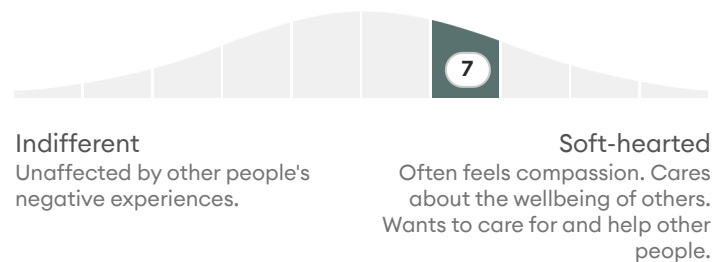 7
Indifferent
Unaffected by other people's
negative experiences.
Soft-hearted
Often feels compassion. Cares
about the wellbeing of others.
Wants to care for and help other
people.